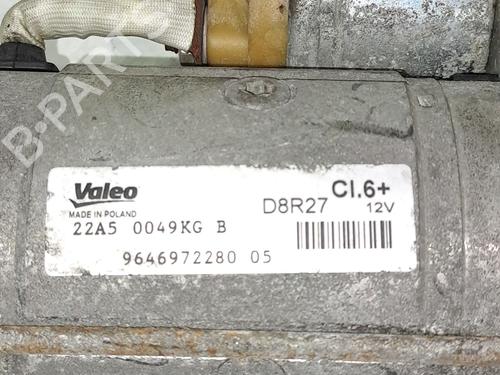 B-PARTS
Valeo
MADE IN POLAND
D8R27
Cl.6+
12V
22A5 0049KG B
9646972280 05